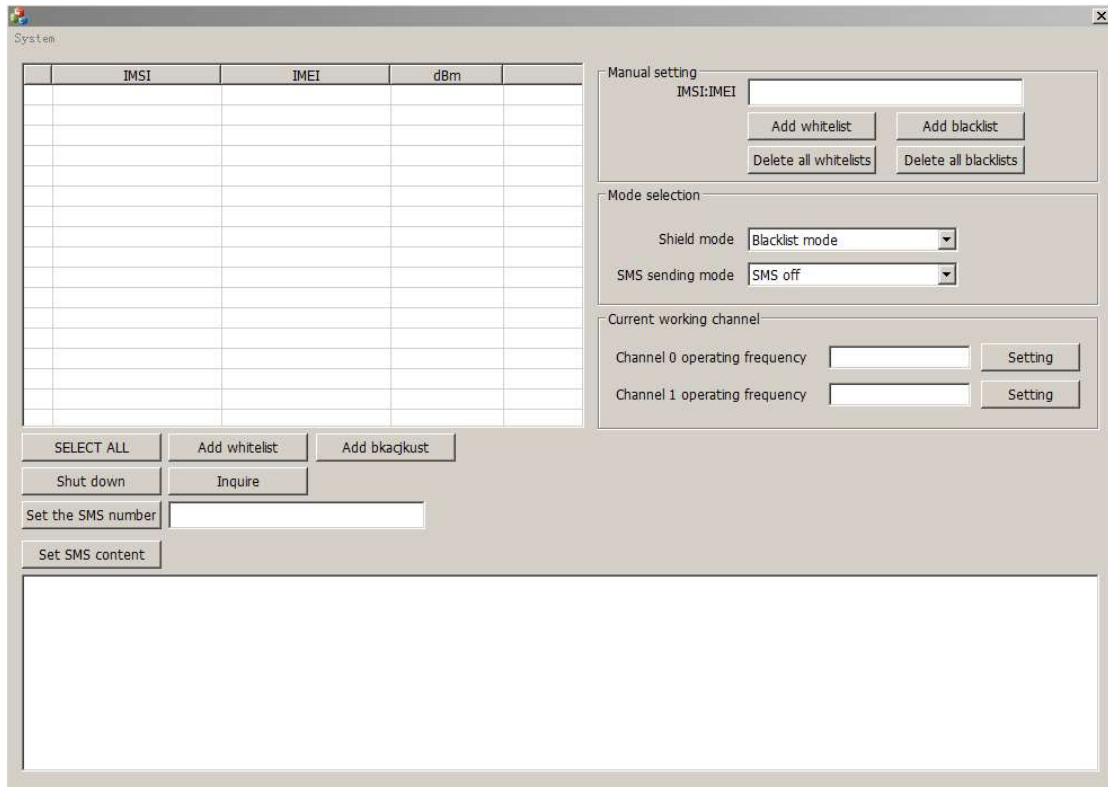 System
IMSI IMEI dBm
Manual setting
IMSI:IMEI
Add whitelist Add blacklist
Delete all whitelists Delete all blacklists
Mode selection
Shield mode Blacklist mode
SMS sending mode SMS off
Current working channel
Channel 0 operating frequency Setting
Channel 1 operating frequency Setting
SELECT ALL Add whitelist Add bkacjkust
Shut down Inquire
Set the SMS number
Set SMS content